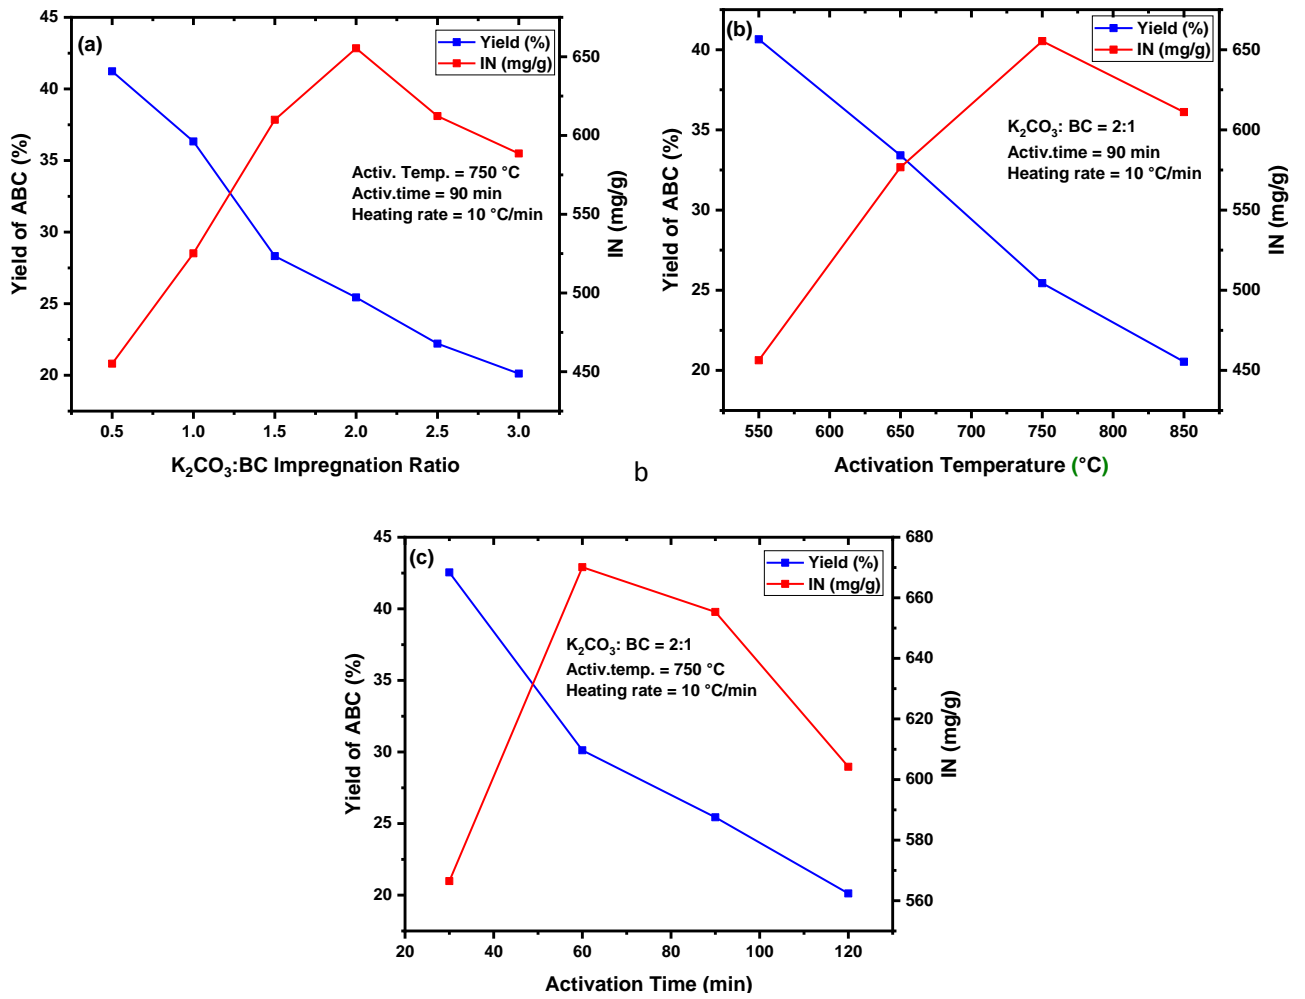 (a)
Yield (%)
IN (mg/g)
Activ. Temp. = 750 °C
Activ.time = 90 min
Heating rate = 10 °C/min
45
40
35
30
25
20
Yield of ABC (%)
650
600
550
500
450
IN (mg/g)
0.5 1.0 1.5 2.0 2.5 3.0
K₂CO₃:BC Impregnation Ratio
(b)
Yield (%)
IN (mg/g)
K₂CO₃: BC = 2:1
Activ.time = 90 min
Heating rate = 10 °C/min
40
35
30
25
20
Yield of ABC (%)
650
600
550
500
450
IN (mg/g)
550 600 650 700 750 800 850
Activation Temperature (°C)
b
(c)
Yield (%)
IN (mg/g)
K₂CO₃: BC = 2:1
Activ.temp. = 750 °C
Heating rate = 10 °C/min
45
40
35
30
25
20
Yield of ABC (%)
680
660
640
620
600
580
560
IN (mg/g)
20 40 60 80 100 120
Activation Time (min)